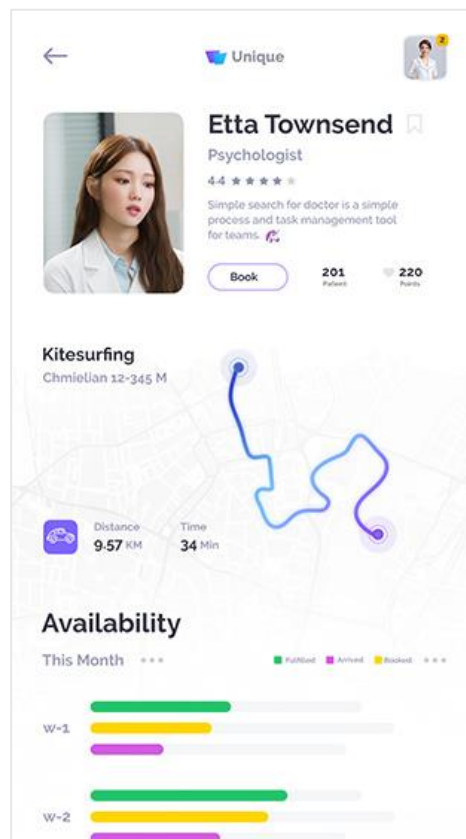 Unique
2
Etta Townsend
Psychologist
4.4
Simple search for doctor is a simple
process and task management tool
for teams.
Book
201
Patient
220
Points
Kitesurfing
Chmielian 12-345 M
Distance
9.57 KM
Time
34 Min
Availability
This Month
Fulfilled Arrived Booked
W-1
W-2